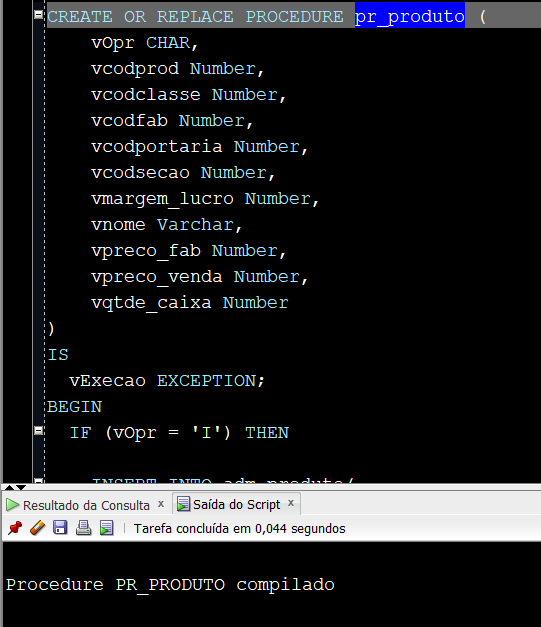 CREATE OR REPLACE PROCEDURE pr_produto (
vOpr CHAR,
vcodprod Number,
vcodclasse Number,
vcodfab Number,
vcodportaria Number,
vcodsecao Number,
vmargem_lucro Number,
vnome Varchar,
vpreco_fab Number,
vpreco_venda Number,
vqtde_caixa Number
)
IS
vExecao EXCEPTION;
BEGIN
IF (vOpr = 'I') THEN
INSERT INTO adm_produto(
Resultado da Consulta x Saída do Script x
Tarefa concluída em 0,044 segundos
Procedure PR_PRODUTO compilado